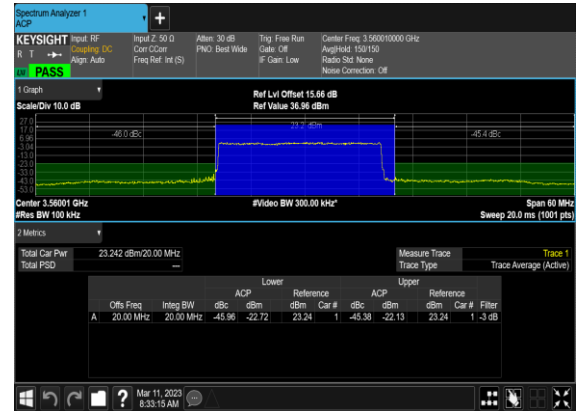 Spectrum Analyzer 1
ACP
+
KEYSIGHT Input: RF Input Z: 50 Ω Atten: 30 dB Trig: Free Run Center Freq: 3.560010000 GHz
R T Coupling: DC Corr CCorr PNO: Best Wide Gate: Off Avg|Hold: 150/150
Align: Auto Freq Ref: Int (S) IF Gain: Low Radio Std: None
PASS Noise Correction: Off
1 Graph
Ref Lvl Offset 15.66 dB
Scale/Div 10.0 dB Ref Value 36.96 dBm
27.0
17.0
6.96
-3.04
-13.0
-23.0
-33.0
-43.0
-53.0
-46.0 dBc 23.2 dBm -45.4 dBc
Center 3.56001 GHz #Video BW 300.00 kHz* Span 60 MHz
#Res BW 100 kHz Sweep 20.0 ms (1001 pts)
2 Metrics
Total Car Pwr 23.242 dBm/20.00 MHz Measure Trace Trace 1
Total PSD --- Trace Type Trace Average (Active)
Lower Upper
ACP Reference ACP Reference
Offs Freq Integ BW dBc dBm dBm Car # dBc dBm dBm Car # Filter
A 20.00 MHz 20.00 MHz -45.96 -22.72 23.24 1 -45.38 -22.13 23.24 1 -3 dB
?
Mar 11, 2023
8:33:15 AM